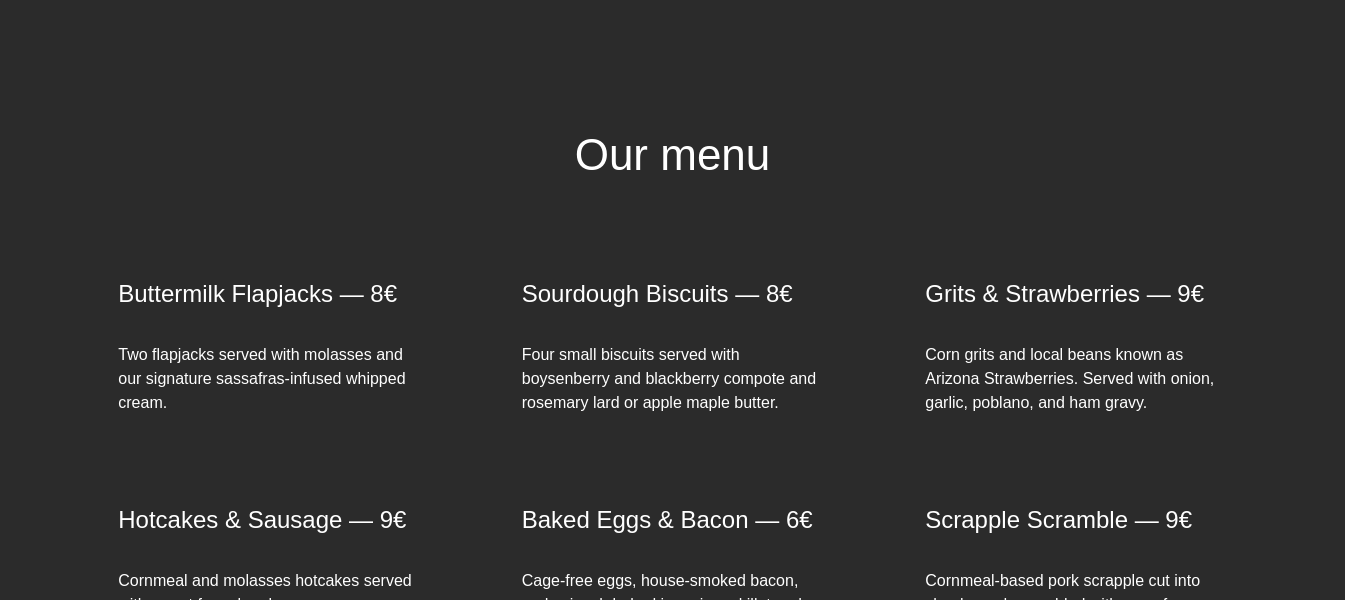 Our menu
Buttermilk Flapjacks — 8€
Two flapjacks served with molasses and
our signature sassafras-infused whipped
cream.
Sourdough Biscuits — 8€
Four small biscuits served with
boysenberry and blackberry compote and
rosemary lard or apple maple butter.
Grits & Strawberries — 9€
Corn grits and local beans known as
Arizona Strawberries. Served with onion,
garlic, poblano, and ham gravy.
Hotcakes & Sausage — 9€
Cornmeal and molasses hotcakes served
Baked Eggs & Bacon — 6€
Cage-free eggs, house-smoked bacon,
Scrapple Scramble — 9€
Cornmeal-based pork scrapple cut into